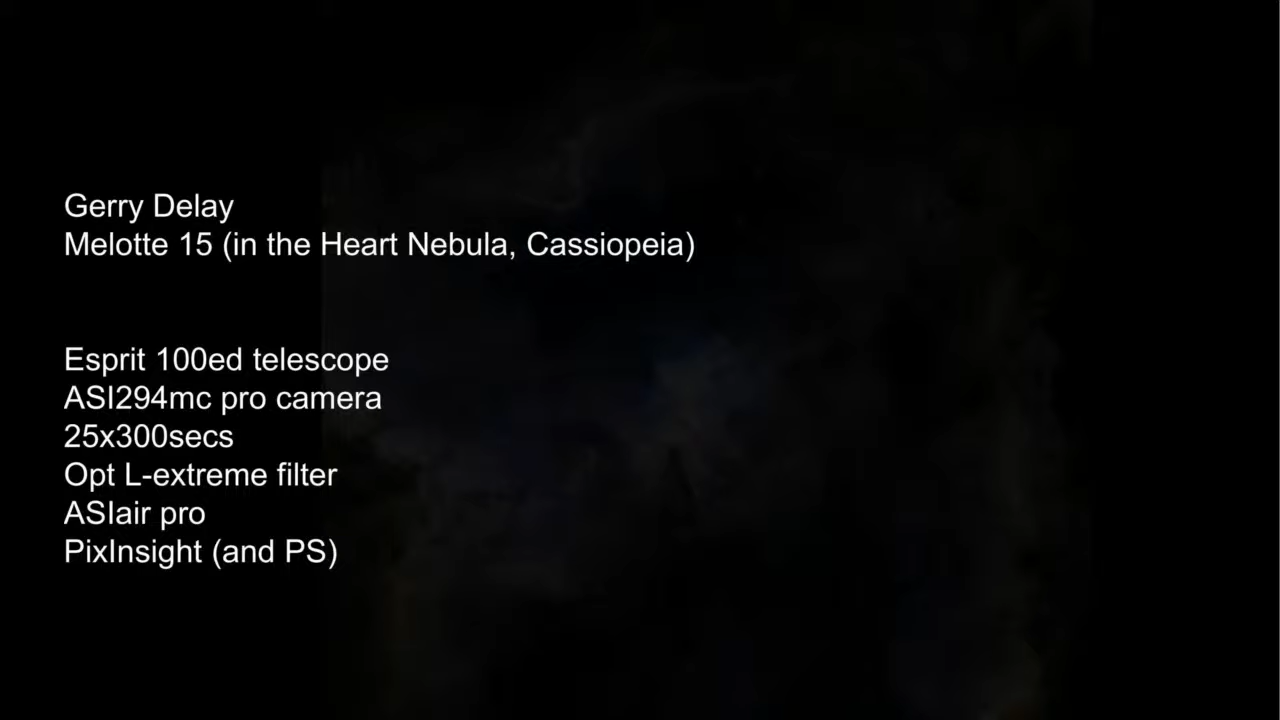 Gerry Delay
Melotte 15 (in the Heart Nebula, Cassiopeia)
Esprit 100ed telescope
ASI294mc pro camera
25x300secs
Opt L-extreme filter
ASIair pro
PixInsight (and PS)